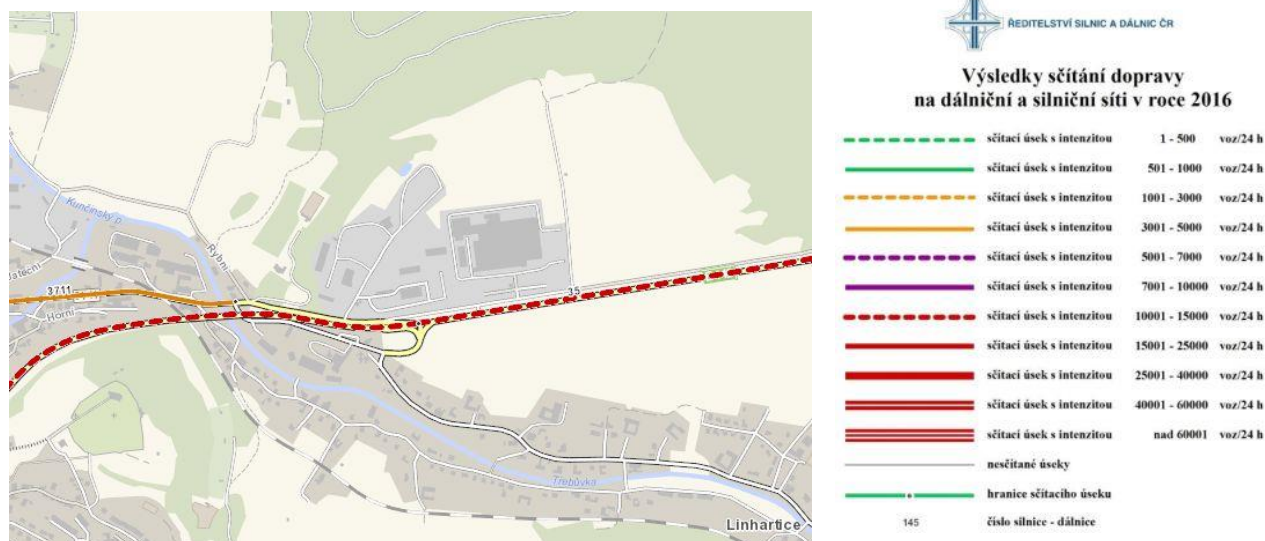 Kunčinský p.
Rybní
3711
Horní
35
Třebůvka
Linhartice
ŘEDITELSTVÍ SILNIC A DÁLNIC ČR
Výsledky sčítání dopravy
na dálniční a silniční síti v roce 2016
sčítací úsek s intenzitou 1 - 500 voz/24 h
sčítací úsek s intenzitou 501 - 1000 voz/24 h
sčítací úsek s intenzitou 1001 - 3000 voz/24 h
sčítací úsek s intenzitou 3001 - 5000 voz/24 h
sčítací úsek s intenzitou 5001 - 7000 voz/24 h
sčítací úsek s intenzitou 7001 - 10000 voz/24 h
sčítací úsek s intenzitou 10001 - 15000 voz/24 h
sčítací úsek s intenzitou 15001 - 25000 voz/24 h
sčítací úsek s intenzitou 25001 - 40000 voz/24 h
sčítací úsek s intenzitou 40001 - 60000 voz/24 h
sčítací úsek s intenzitou nad 60001 voz/24 h
nesčítané úseky
hranice sčítacího úseku
145 číslo silnice - dálnice